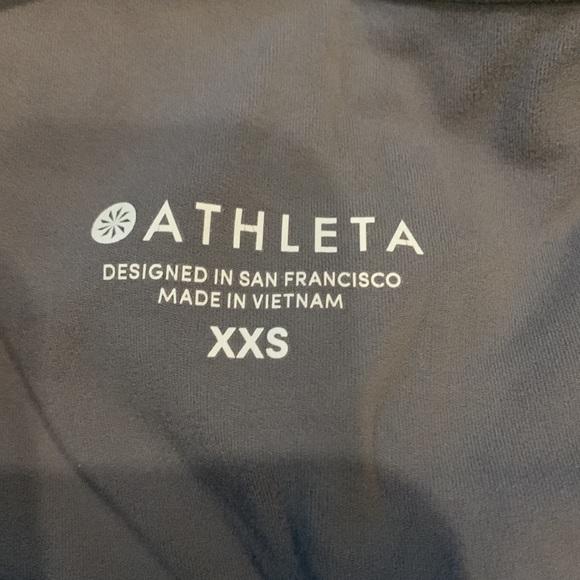 ATHLETA
DESIGNED IN SAN FRANCISCO
MADE IN VIETNAM
XXS